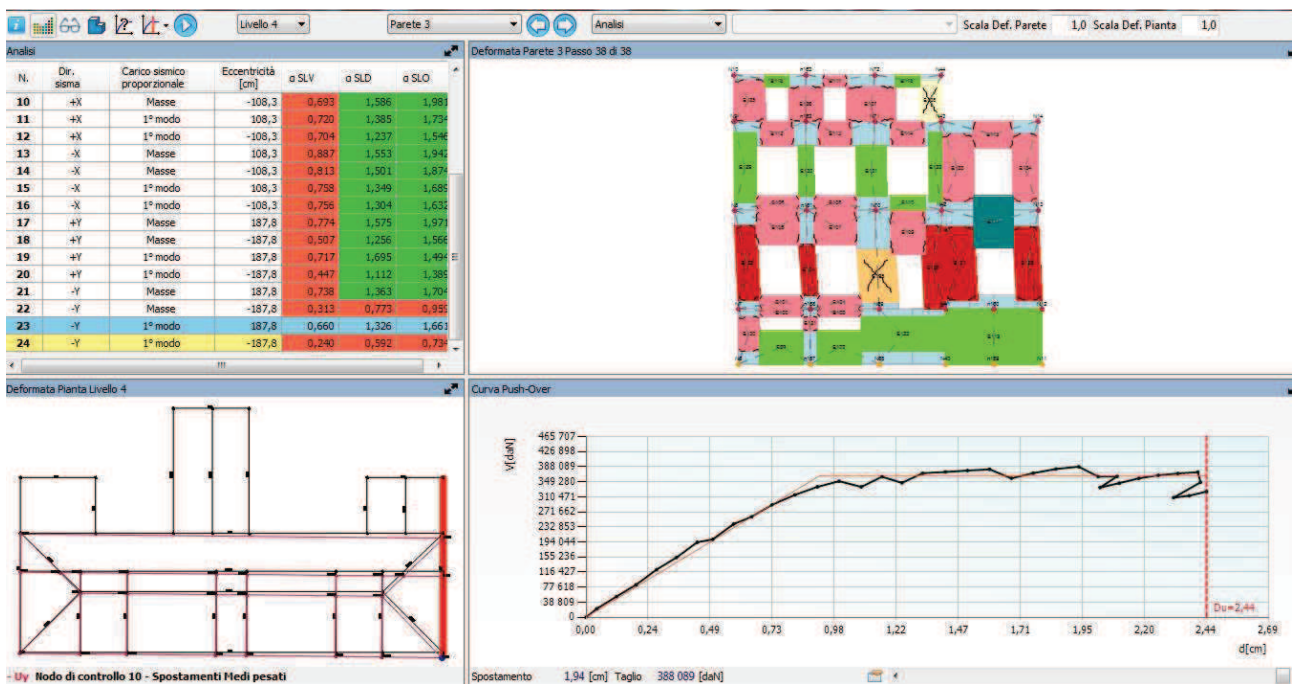 Livello 4
Parete 3
Analisi
Scala Def. Parete 1,0 Scala Def. Pianta 1,0
Analisi
N. Dir. sisma Carico sismico proporzionale Eccentricità [cm] α SLV α SLD α SLO
10 +X Masse -108,3 0,693 1,586 1,981
11 +X 1° modo 108,3 0,720 1,385 1,734
12 +X 1° modo -108,3 0,704 1,237 1,546
13 -X Masse 108,3 0,887 1,553 1,942
14 -X Masse -108,3 0,813 1,501 1,874
15 -X 1° modo 108,3 0,758 1,349 1,689
16 -X 1° modo -108,3 0,756 1,304 1,632
17 +Y Masse 187,8 0,774 1,575 1,971
18 +Y Masse -187,8 0,507 1,256 1,566
19 +Y 1° modo 187,8 0,717 1,695 1,494
20 +Y 1° modo -187,8 0,447 1,112 1,389
21 -Y Masse 187,8 0,738 1,363 1,704
22 -Y Masse -187,8 0,313 0,773 0,959
23 -Y 1° modo 187,8 0,660 1,326 1,661
24 -Y 1° modo -187,8 0,240 0,592 0,734
Deformata Parete 3 Passo 38 di 38
Deformata Pianta Livello 4
- Uy Nodo di controllo 10 - Spostamenti Medi pesati
Curva Push-Over
V[daN]
465 707
426 898
388 089
349 280
310 471
271 662
232 853
194 044
155 236
116 427
77 618
38 809
0
0,00 0,24 0,49 0,73 0,98 1,22 1,47 1,71 1,95 2,20 2,44 2,69
Du=2,44
d[cm]
Spostamento 1,94 [cm] Taglio 388 089 [daN]